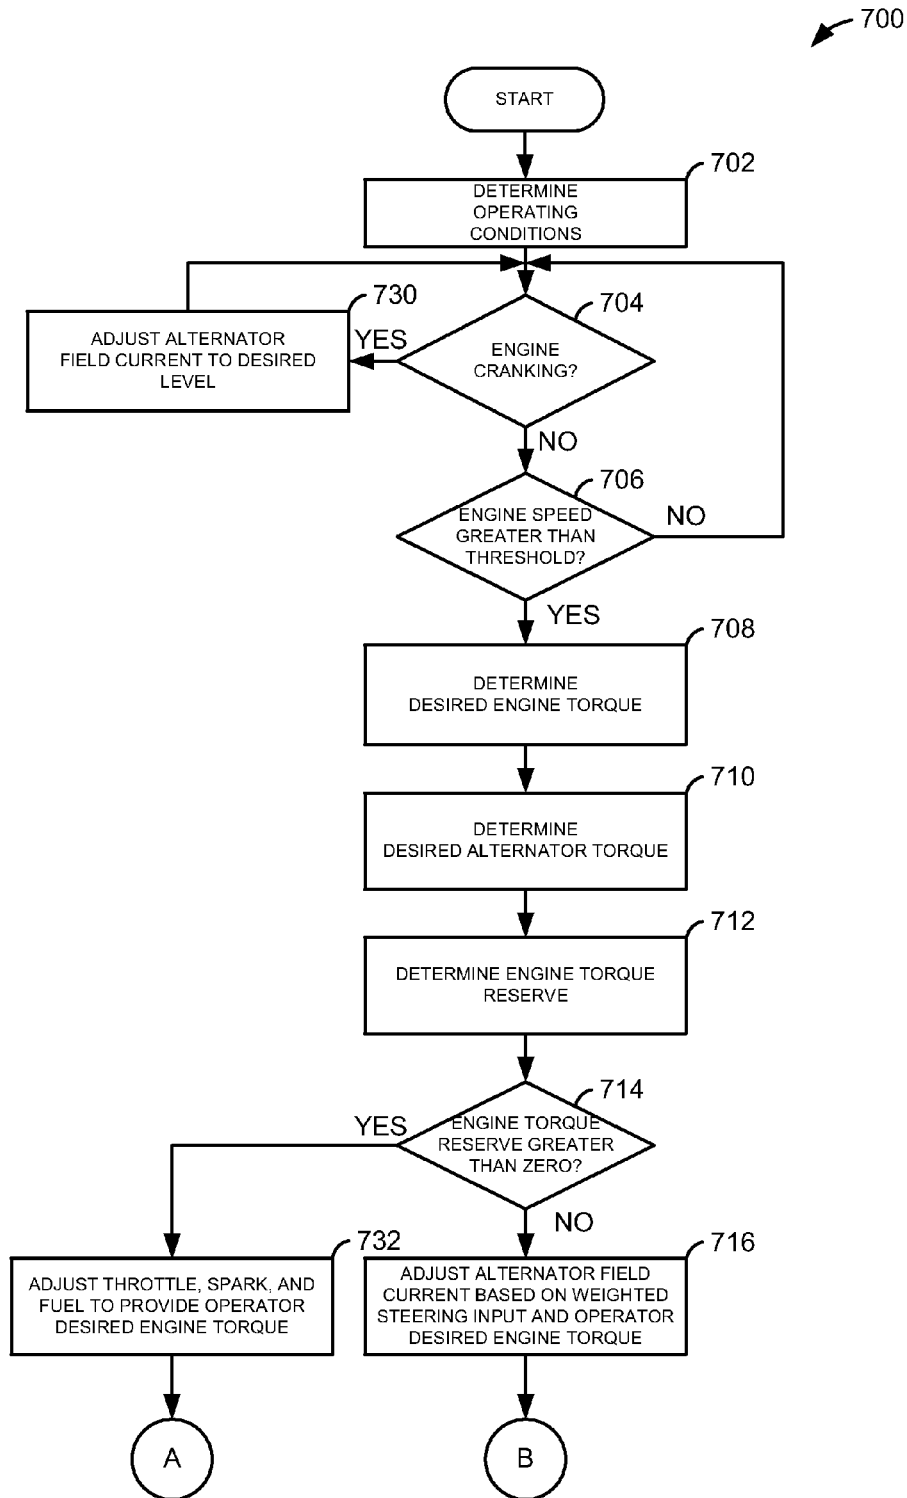 700
START
702
DETERMINE
OPERATING
CONDITIONS
730
ADJUST ALTERNATOR
FIELD CURRENT TO DESIRED
LEVEL
YES
704
ENGINE
CRANKING?
NO
706
ENGINE SPEED
GREATER THAN
THRESHOLD?
NO
YES
708
DETERMINE
DESIRED ENGINE TORQUE
710
DETERMINE
DESIRED ALTERNATOR TORQUE
712
DETERMINE ENGINE TORQUE
RESERVE
714
YES
ENGINE TORQUE
RESERVE GREATER
THAN ZERO?
NO
732
ADJUST THROTTLE, SPARK, AND
FUEL TO PROVIDE OPERATOR
DESIRED ENGINE TORQUE
716
ADJUST ALTERNATOR FIELD
CURRENT BASED ON WEIGHTED
STEERING INPUT AND OPERATOR
DESIRED ENGINE TORQUE
A
B